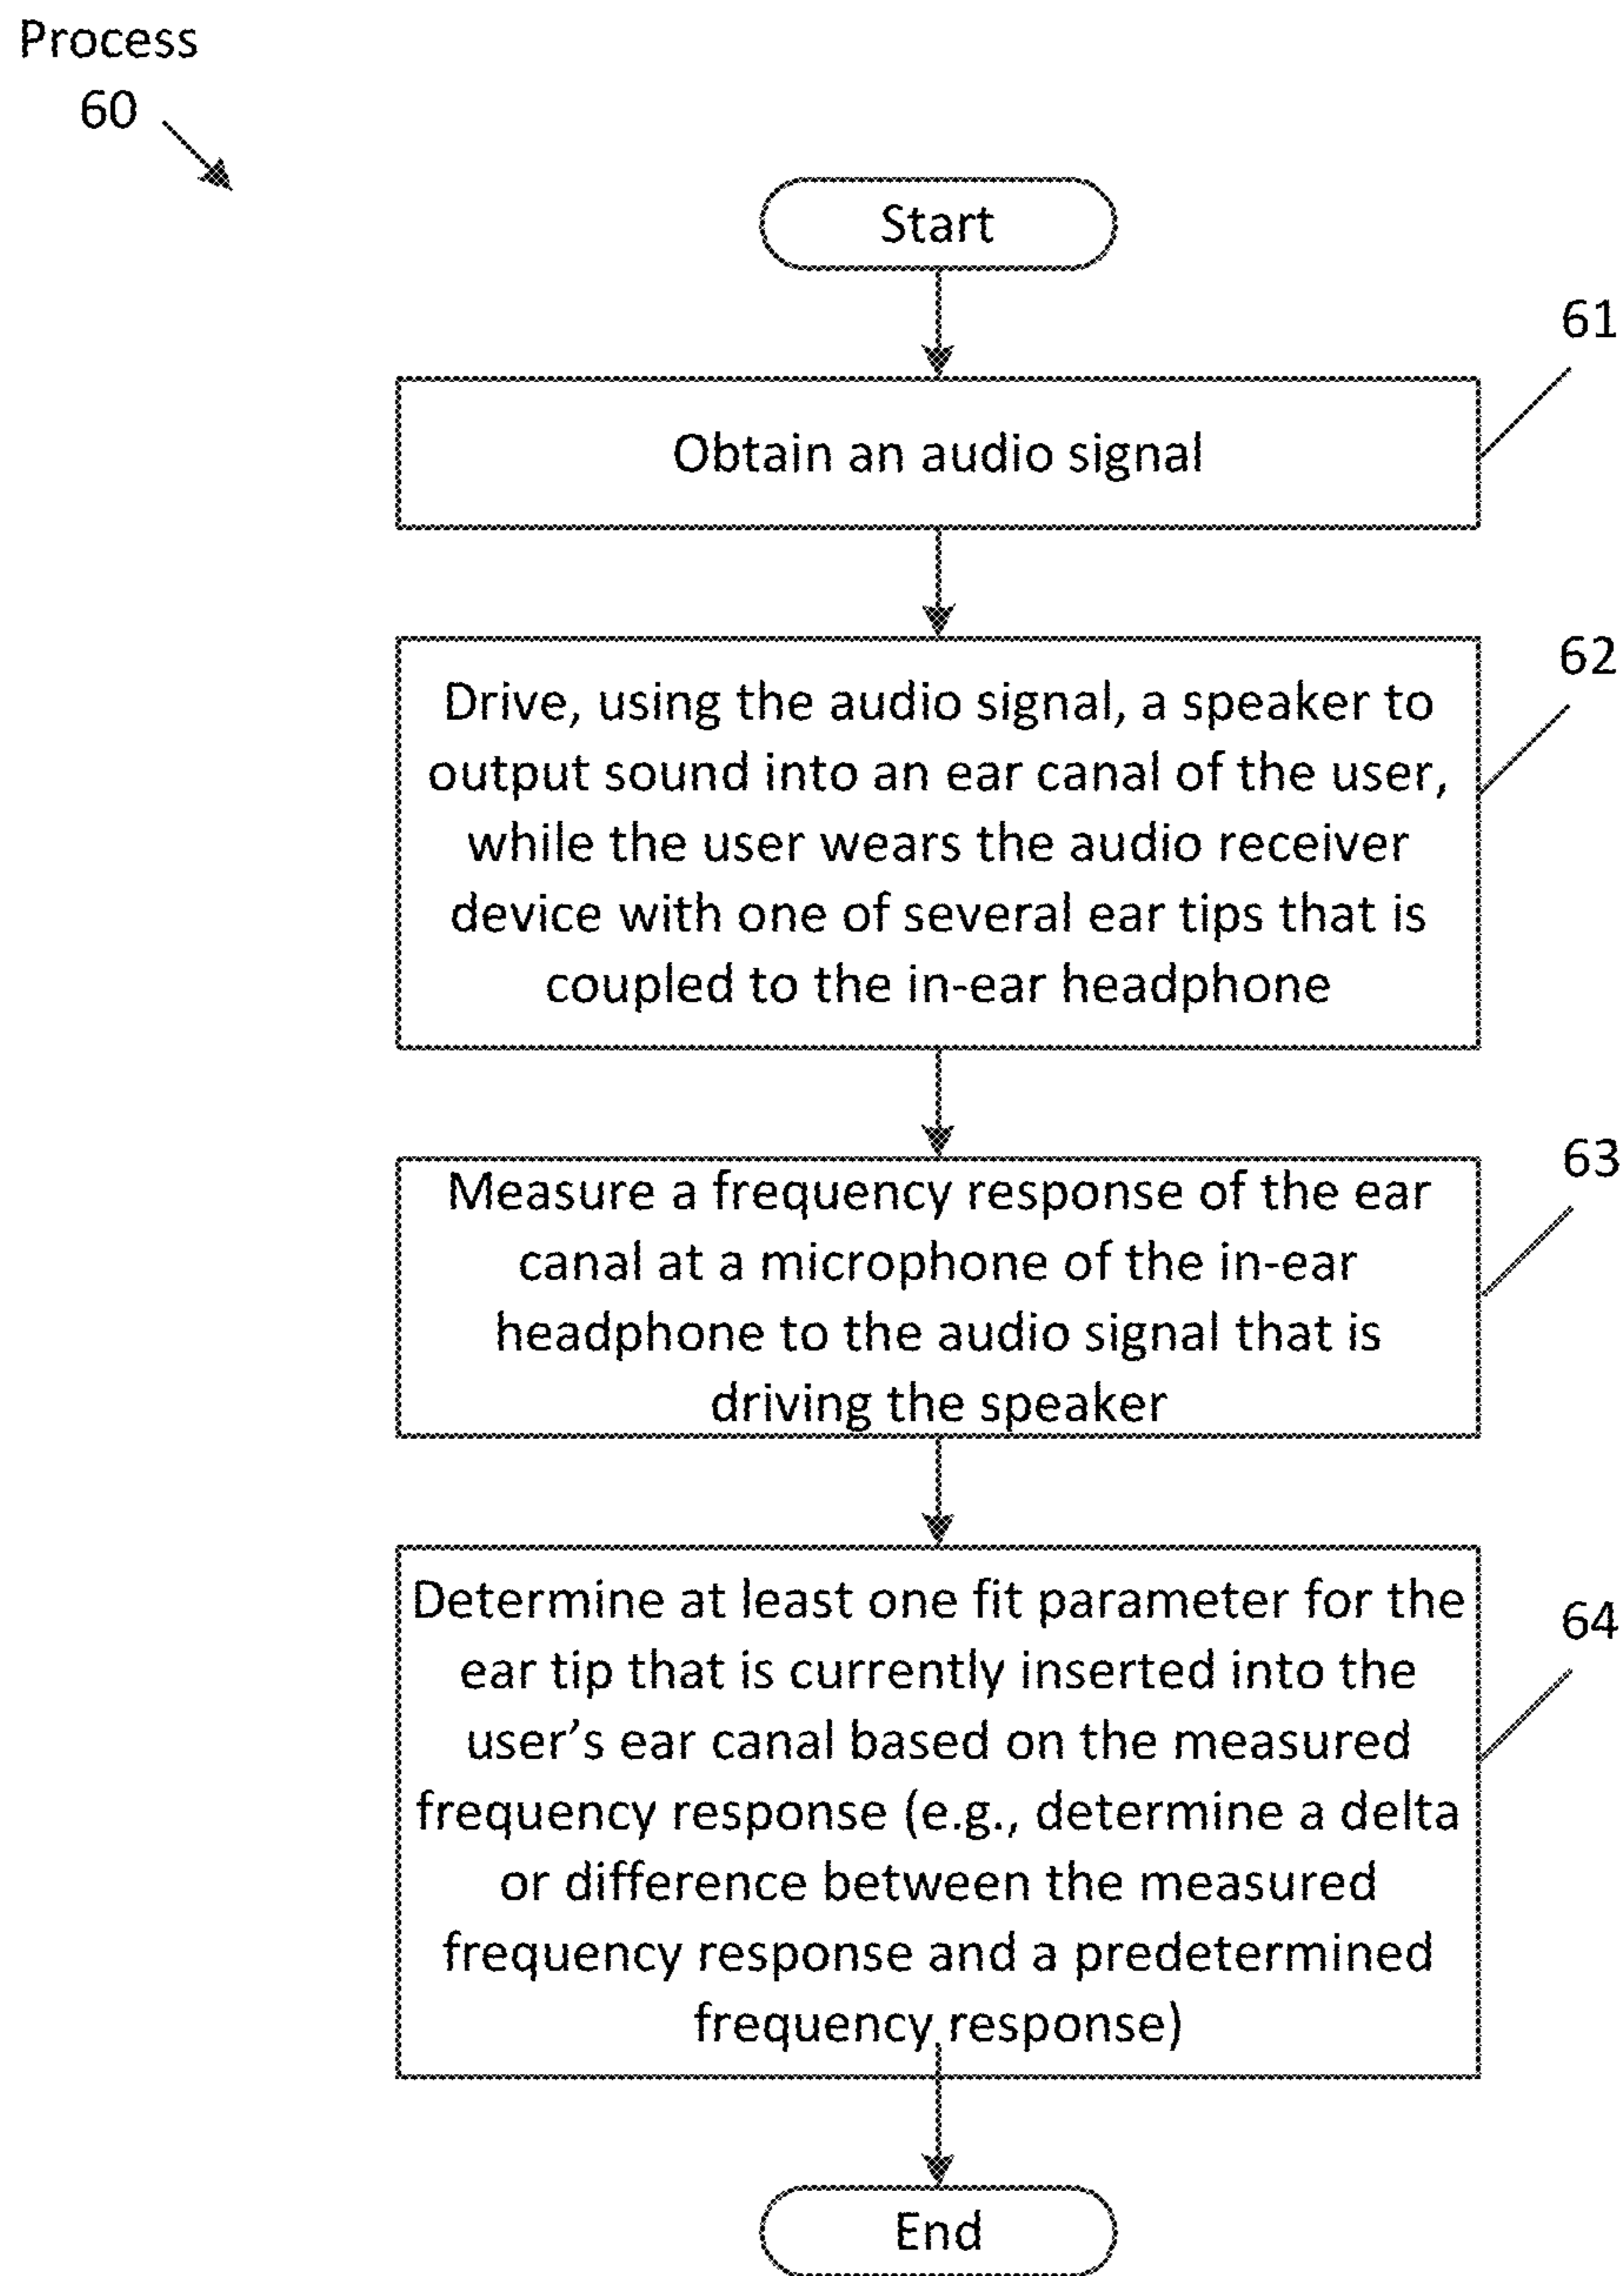 Process
60
Start
61
Obtain an audio signal
62
Drive, using the audio signal, a speaker to
output sound into an ear canal of the user,
while the user wears the audio receiver
device with one of several ear tips that is
coupled to the in-ear headphone
63
Measure a frequency response of the ear
canal at a microphone of the in-ear
headphone to the audio signal that is
driving the speaker
64
Determine at least one fit parameter for the
ear tip that is currently inserted into the
user's ear canal based on the measured
frequency response (e.g., determine a delta
or difference between the measured
frequency response and a predetermined
frequency response)
End